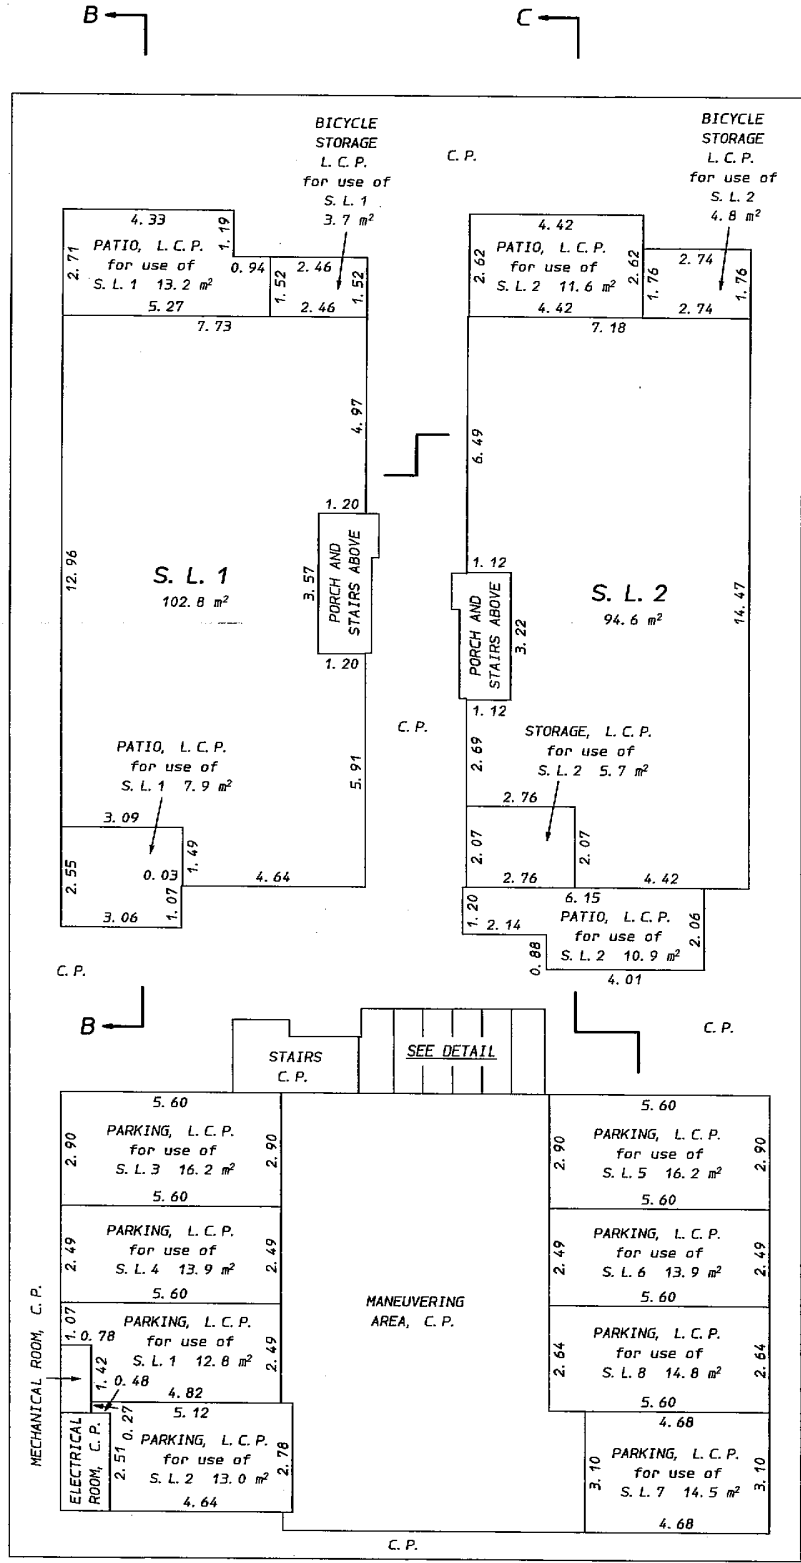 B
C
BICYCLE
STORAGE
L. C. P.
for use of
S. L. 1
3. 7 m²
C. P.
BICYCLE
STORAGE
L. C. P.
for use of
S. L. 2
4. 8 m²
4. 33
1. 19
2. 71
PATIO, L. C. P.
for use of
S. L. 1 13. 2 m²
0. 94
2. 46
1. 52
1. 52
5. 27
2. 46
7. 73
4. 42
2. 62
PATIO, L. C. P.
for use of
S. L. 2 11. 6 m²
2. 62
2. 74
1. 76
1. 76
4. 42
2. 74
7. 18
4. 97
6. 49
1. 20
12. 96
S. L. 1
102. 8 m²
3. 57
PORCH AND
STAIRS ABOVE
1. 20
1. 12
PORCH AND
STAIRS ABOVE
3. 22
1. 12
S. L. 2
94. 6 m²
14. 47
C. P.
PATIO, L. C. P.
for use of
S. L. 1 7. 9 m²
5. 91
2. 69
STORAGE, L. C. P.
for use of
S. L. 2 5. 7 m²
3. 09
2. 55
0. 03
1. 49
4. 64
3. 06
1. 07
2. 76
2. 07
2. 07
2. 76
4. 42
6. 15
1. 20
PATIO, L. C. P.
for use of
S. L. 2 10. 9 m²
2. 14
2. 06
0. 88
4. 01
C. P.
B
C. P.
STAIRS
C. P.
SEE DETAIL
5. 60
2. 90
PARKING, L. C. P.
for use of
S. L. 3 16. 2 m²
2. 90
5. 60
2. 49
PARKING, L. C. P.
for use of
S. L. 4 13. 9 m²
2. 49
5. 60
1. 07
0. 78
PARKING, L. C. P.
for use of
S. L. 1 12. 8 m²
2. 49
1. 42
0. 48
4. 82
MECHANICAL ROOM, C. P.
ELECTRICAL
ROOM, C. P.
5. 12
0. 27
2. 51
PARKING, L. C. P.
for use of
S. L. 2 13. 0 m²
2. 78
4. 64
MANEUVERING
AREA, C. P.
5. 60
2. 90
PARKING, L. C. P.
for use of
S. L. 5 16. 2 m²
2. 90
5. 60
2. 49
PARKING, L. C. P.
for use of
S. L. 6 13. 9 m²
2. 49
5. 60
2. 64
PARKING, L. C. P.
for use of
S. L. 8 14. 8 m²
2. 64
5. 60
4. 68
3. 10
PARKING, L. C. P.
for use of
S. L. 7 14. 5 m²
3. 10
4. 68
C. P.